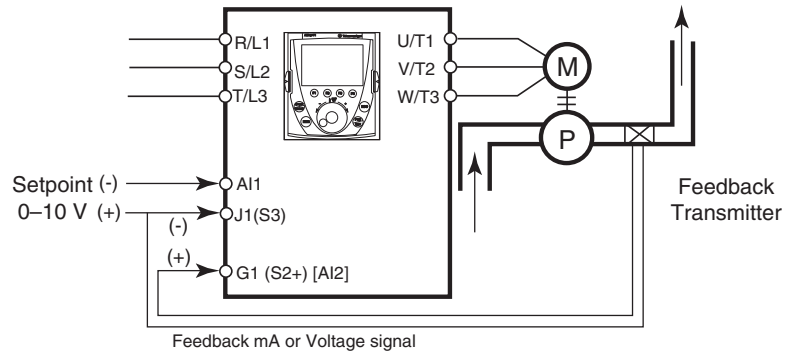 R/L1
S/L2
T/L3
U/T1
V/T2
W/T3
M
P
Setpoint (-)
0–10 V (+)
AI1
J1(S3)
(-)
(+)
G1 (S2+) [AI2]
Feedback
Transmitter
Feedback mA or Voltage signal